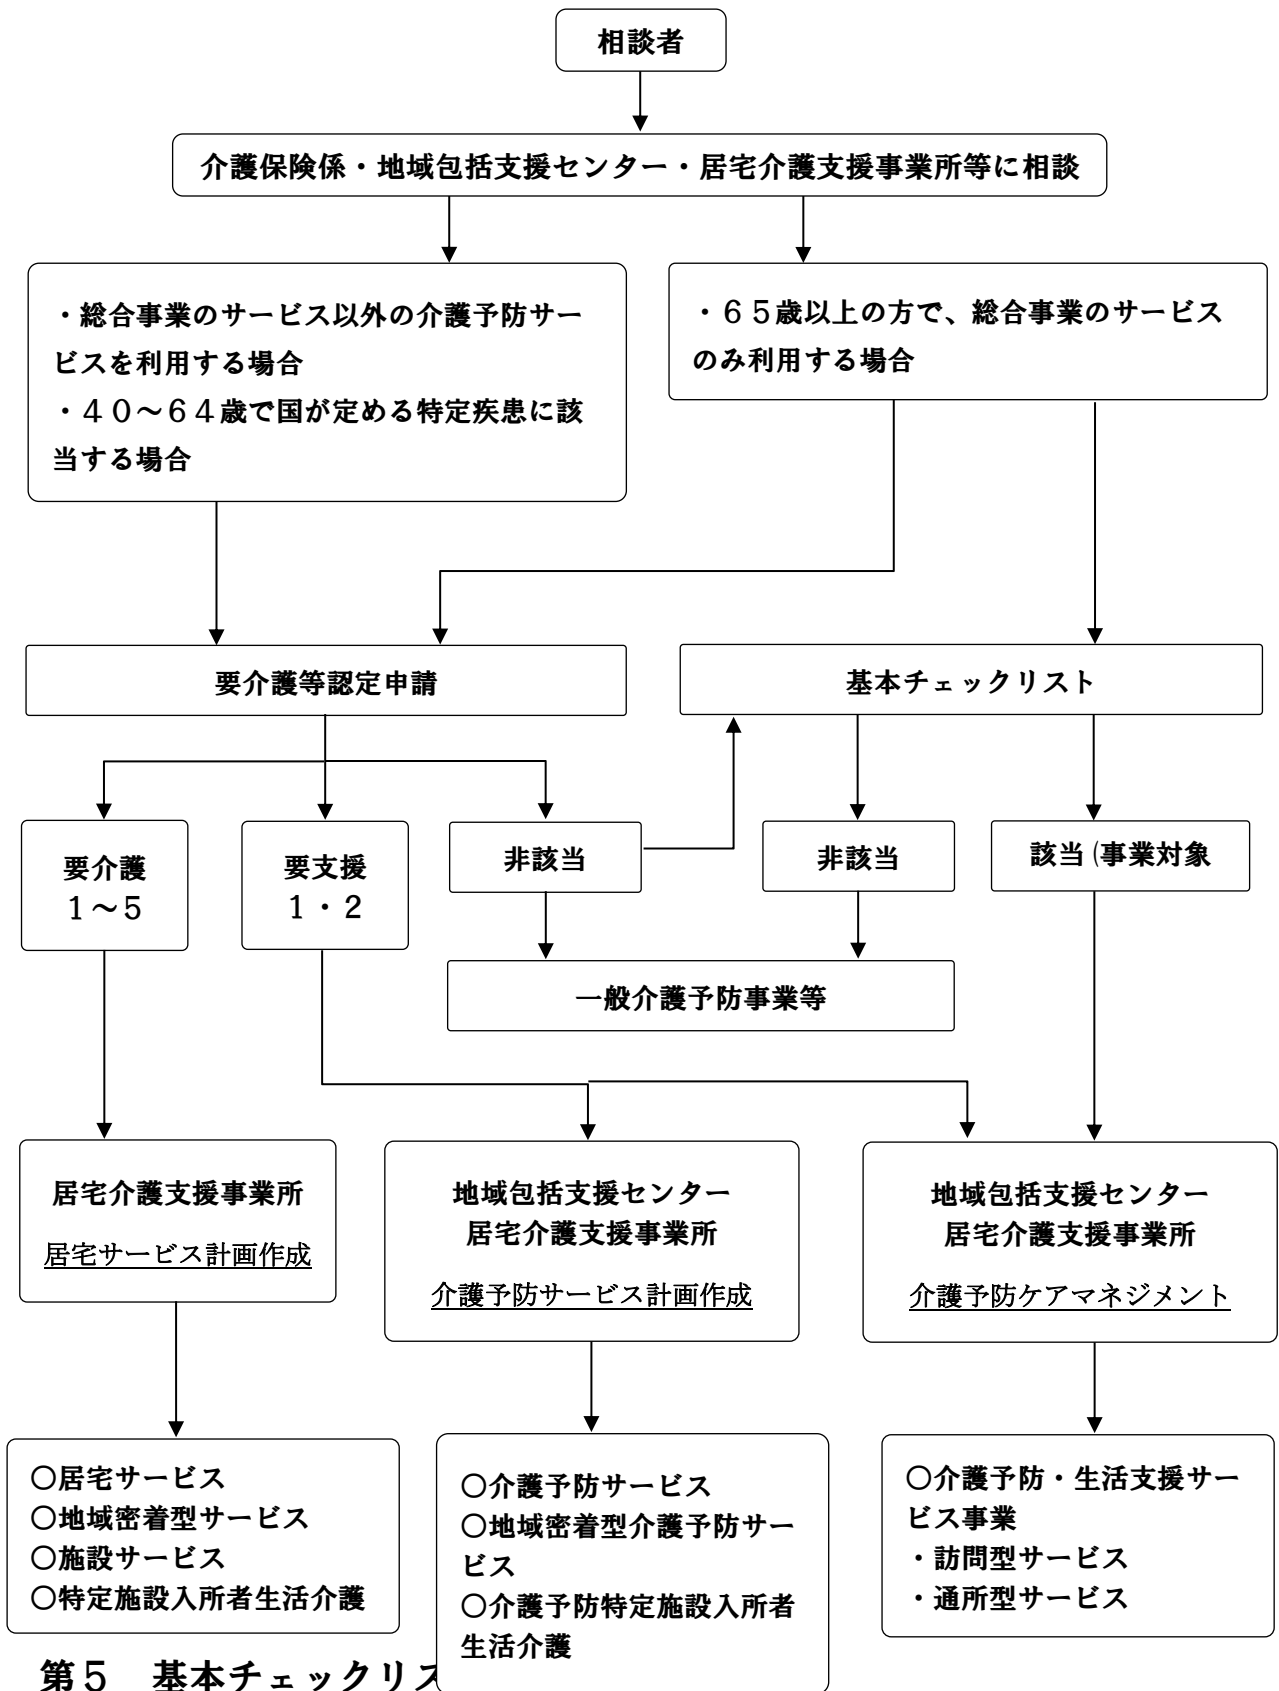 相談者
介護保険係・地域包括支援センター・居宅介護支援事業所等に相談
・総合事業のサービス以外の介護予防サー
ビスを利用する場合
・４０～６４歳で国が定める特定疾患に該
当する場合
・６５歳以上の方で、総合事業のサービス
のみ利用する場合
要介護等認定申請
基本チェックリスト
要介護
１～５
要支援
１・２
非該当
非該当
該当（事業対象
一般介護予防事業等
居宅介護支援事業所
居宅サービス計画作成
地域包括支援センター
居宅介護支援事業所
介護予防サービス計画作成
地域包括支援センター
居宅介護支援事業所
介護予防ケアマネジメント
〇居宅サービス
〇地域密着型サービス
〇施設サービス
〇特定施設入所者生活介護
〇介護予防サービス
〇地域密着型介護予防サー
ビス
〇介護予防特定施設入所者
生活介護
〇介護予防・生活支援サー
ビス事業
・訪問型サービス
・通所型サービス
第５　基本チェックリス